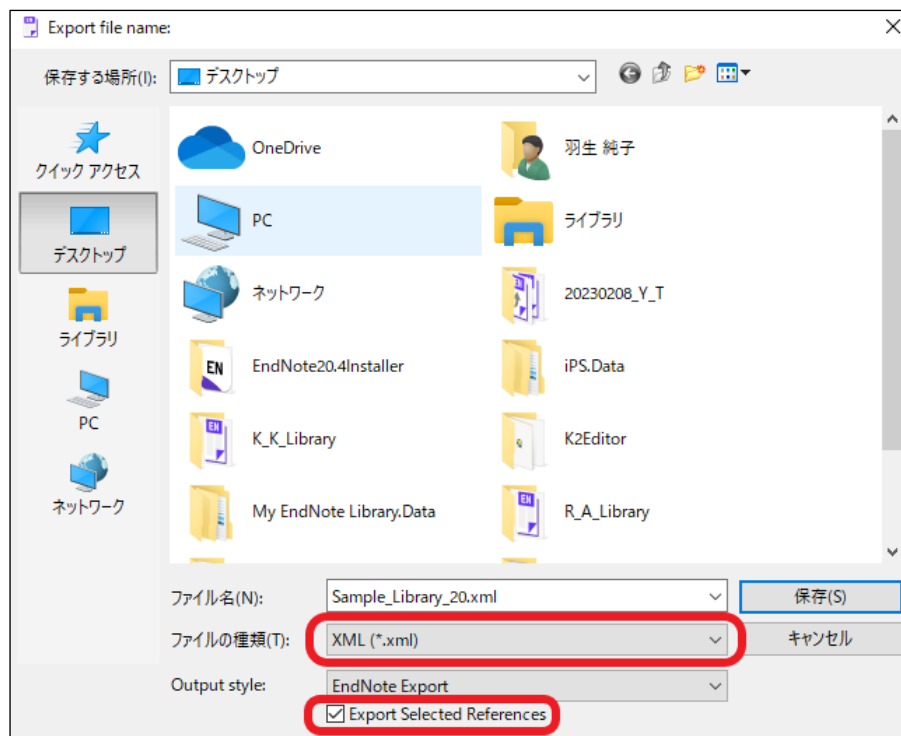 Export file name:
保存する場所(I):
デスクトップ
クイック アクセス
デスクトップ
ライブラリ
PC
ネットワーク
OneDrive
羽生 純子
PC
ライブラリ
ネットワーク
20230208_Y_T
EndNote20.4Installer
iPS.Data
K_K_Library
K2Editor
My EndNote Library.Data
R_A_Library
ファイル名(N):
Sample_Library_20.xml
保存(S)
ファイルの種類(T):
XML (*.xml)
キャンセル
Output style:
EndNote Export
Export Selected References